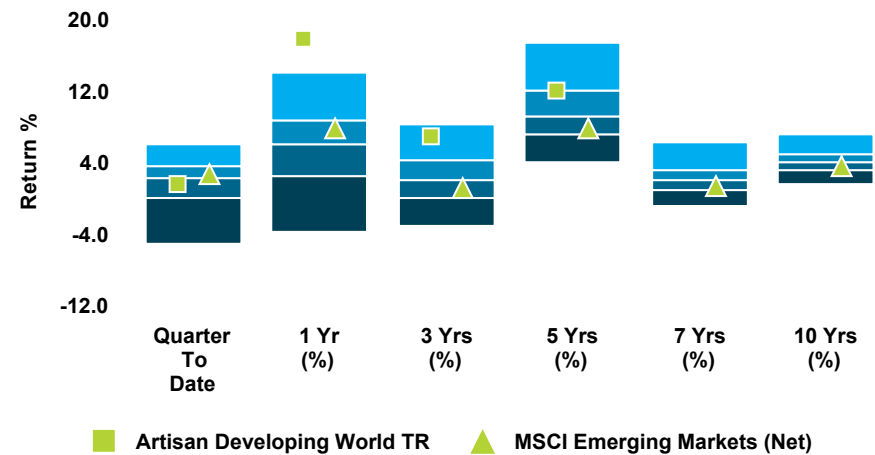 20.0
12.0
4.0
-4.0
-12.0
Return %
Quarter
To
Date
1 Yr
(%)
3 Yrs
(%)
5 Yrs
(%)
7 Yrs
(%)
10 Yrs
(%)
Artisan Developing World TR
MSCI Emerging Markets (Net)